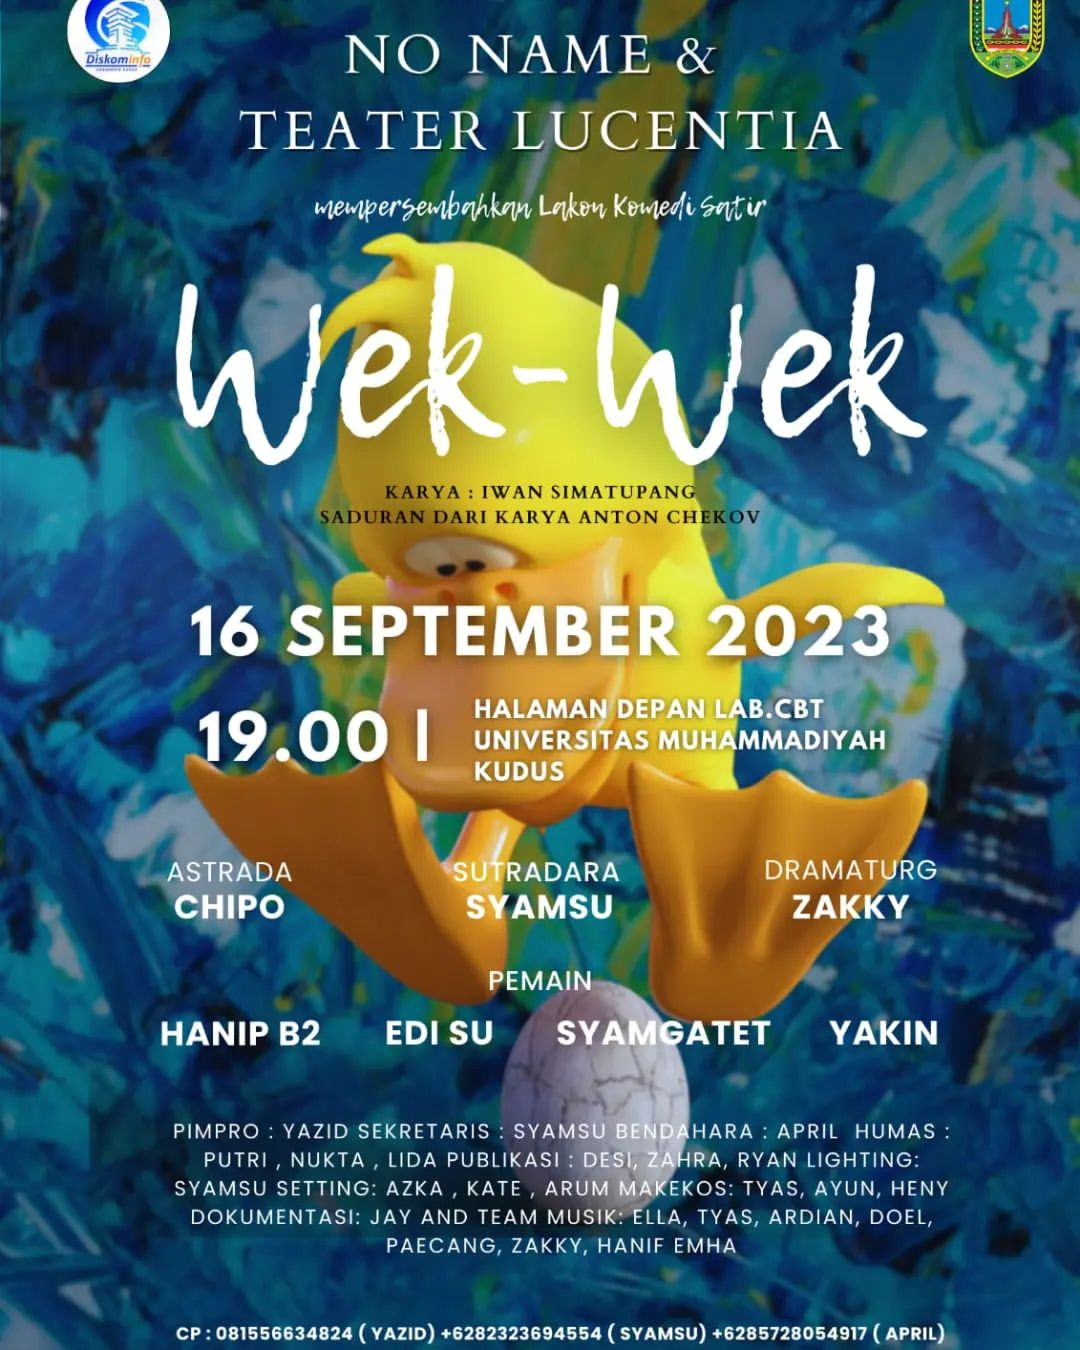 Diskominfo
NO NAME &
TEATER LUCENTIA
mempersembahkan Lakon Komedi Satir
Wek-Wek
KARYA : IWAN SIMATUPANG
SADURAN DARI KARYA ANTON CHEKOV
16 SEPTEMBER 2023
19.00 |
HALAMAN DEPAN LAB.CBT
UNIVERSITAS MUHAMMADIYAH
KUDUS
ASTRADA
CHIPO
SUTRADARA
SYAMSU
DRAMATURG
ZAKKY
PEMAIN
HANIP B2 EDI SU SYAMGATET YAKIN
PIMPRO : YAZID SEKRETARIS : SYAMSU BENDAHARA : APRIL HUMAS :
PUTRI , NUKTA , LIDA PUBLIKASI : DESI, ZAHRA, RYAN LIGHTING:
SYAMSU SETTING: AZKA , KATE , ARUM MAKEKOS: TYAS, AYUN, HENY
DOKUMENTASI: JAY AND TEAM MUSIK: ELLA, TYAS, ARDIAN, DOEL,
PAECANG, ZAKKY, HANIF EMHA
CP : 081556634824 ( YAZID) +6282323694554 ( SYAMSU) +6285728054917 ( APRIL)